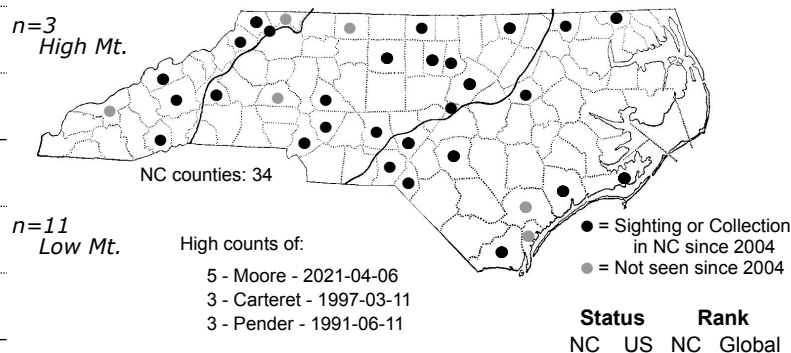 n=3
High Mt.
NC counties: 34
n=11
Low Mt.
High counts of:
5 - Moore - 2021-04-06
3 - Carteret - 1997-03-11
3 - Pender - 1991-06-11
= Sighting or Collection
in NC since 2004
= Not seen since 2004
Status Rank
NC US NC Global